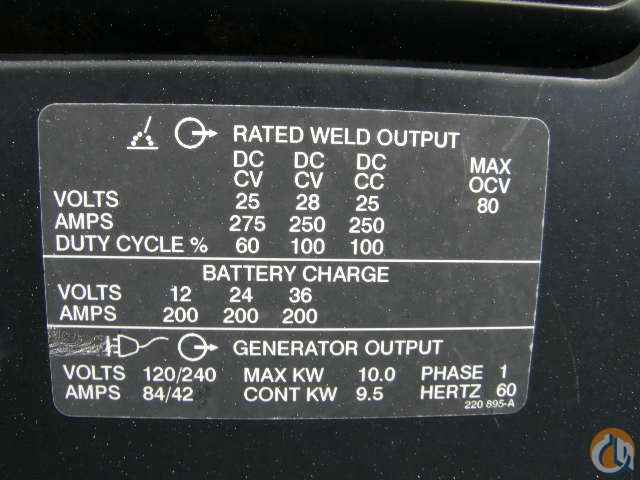 RATED WELD OUTPUT
DC DC DC MAX
CV CV CC OCV
VOLTS 25 28 25 80
AMPS 275 250 250
DUTY CYCLE % 60 100 100
BATTERY CHARGE
VOLTS 12 24 36
AMPS 200 200 200
GENERATOR OUTPUT
VOLTS 120/240 MAX KW 10.0 PHASE 1
AMPS 84/42 CONT KW 9.5 HERTZ 60
220 895-A